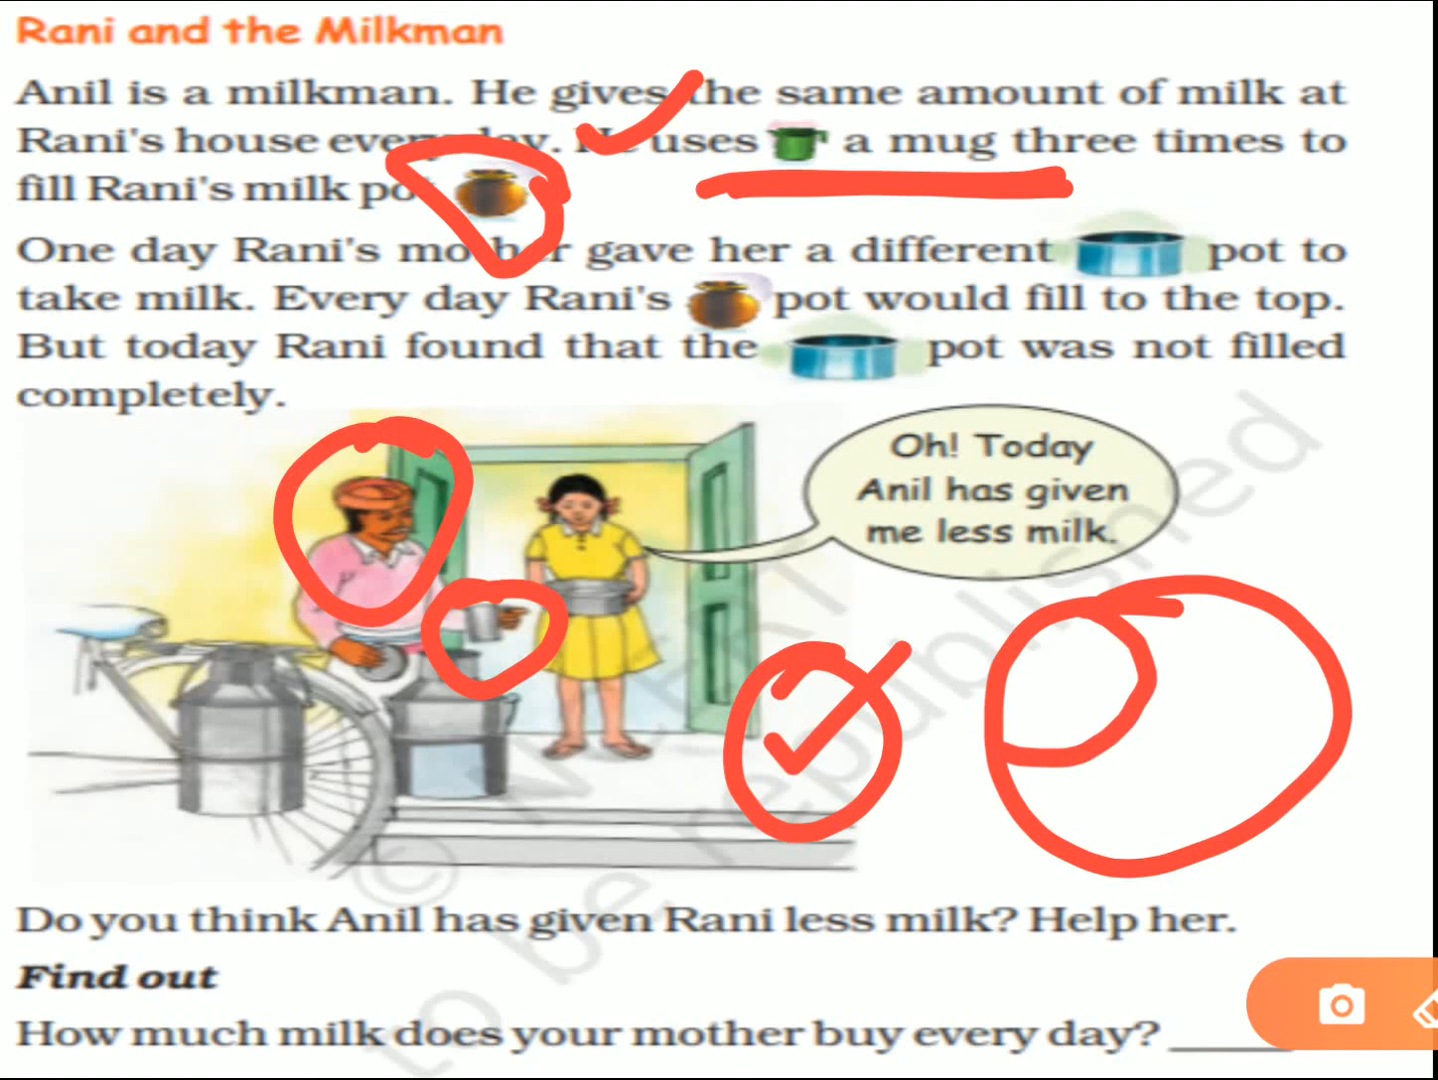 Rani and the Milkman
Anil is a milkman. He gives the same amount of milk at
Rani's house every day. He uses a mug three times to
fill Rani's milk pot
One day Rani's mother gave her a different pot to
take milk. Every day Rani's pot would fill to the top.
But today Rani found that the pot was not filled
completely.
Oh! Today
Anil has given
me less milk.
Do you think Anil has given Rani less milk? Help her.
Find out
How much milk does your mother buy every day?
© NCERT
to be republished